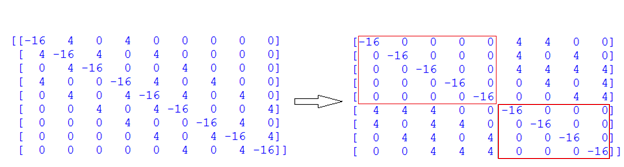 [[-16 4 0 4 0 0 0 0 0]
[ 4 -16 4 0 4 0 0 0 0]
[ 0 4 -16 0 0 4 0 0 0]
[ 4 0 0 -16 4 0 4 0 0]
[ 0 4 0 4 -16 4 0 4 0]
[ 0 0 4 0 4 -16 0 0 4]
[ 0 0 0 4 0 0 -16 4 0]
[ 0 0 0 0 4 0 4 -16 4]
[ 0 0 0 0 0 4 0 4 -16]]
[-16 0 0 0 0 4 4 0 0]
[ 0 -16 0 0 0 4 0 4 0]
[ 0 0 -16 0 0 4 4 4 4]
[ 0 0 0 -16 0 0 4 0 4]
[ 0 0 0 0 -16 0 0 4 4]
[ 4 4 4 0 0 -16 0 0 0]
[ 4 0 4 4 0 0 -16 0 0]
[ 0 4 4 0 4 0 0 -16 0]
[ 0 0 4 4 4 0 0 0 -16]]